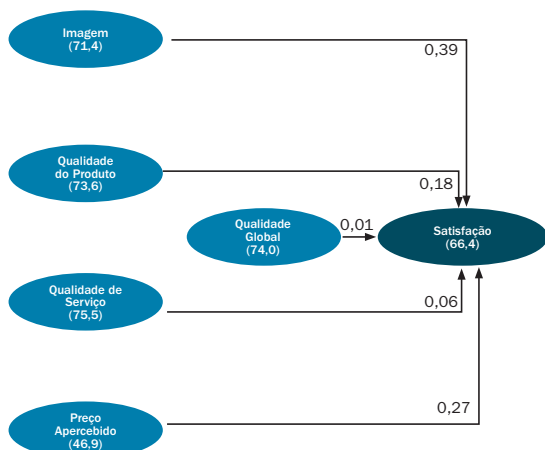 Imagem
(71,4)
0,39
Qualidade
do Produto
(73,6)
0,18
Qualidade
Global
(74,0)
0,01
Satisfação
(66,4)
Qualidade de
Serviço
(75,5)
0,06
Preço
Apercebido
(46,9)
0,27